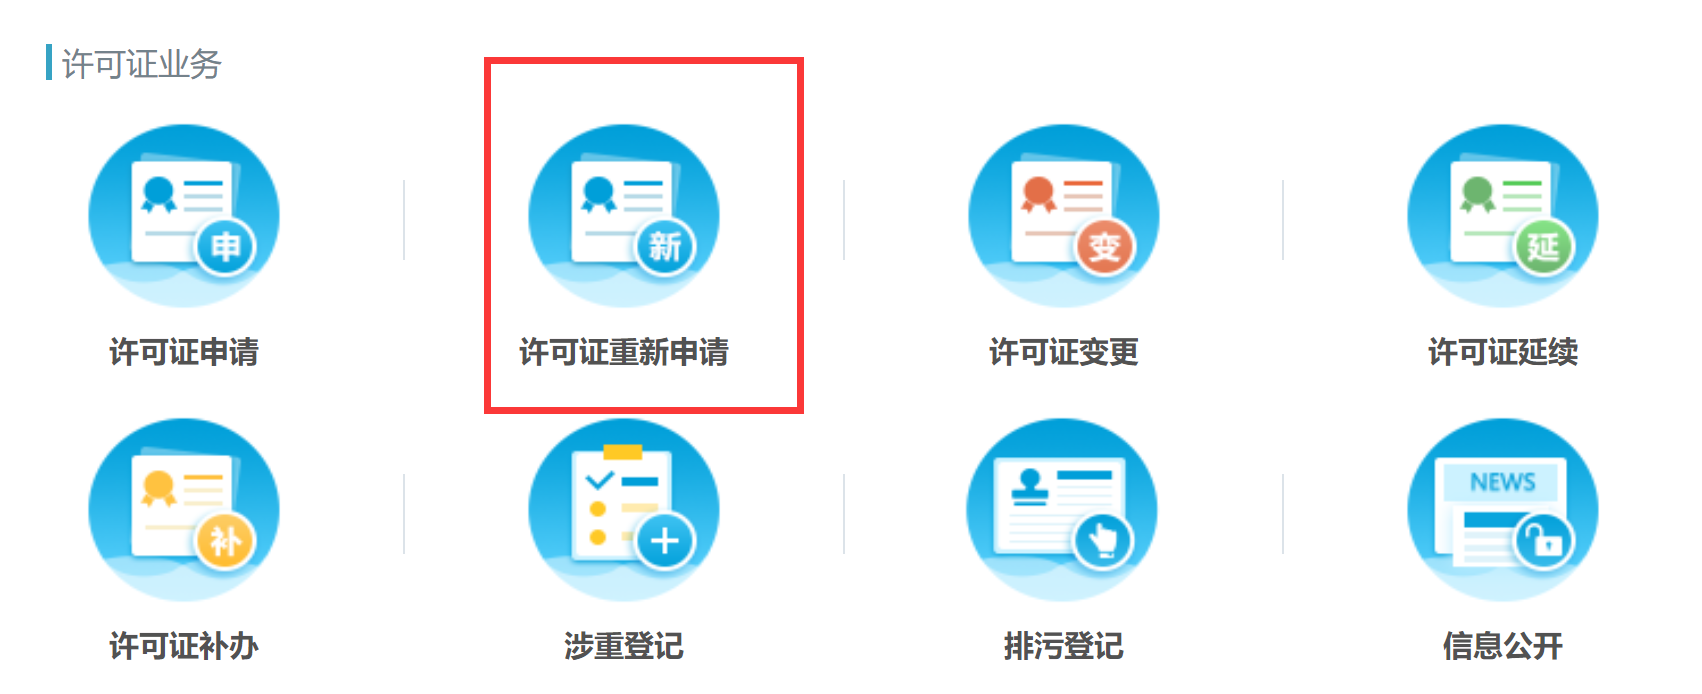 许可证业务
申
新
变
延
许可证申请
许可证重新申请
许可证变更
许可证延续
补
NEWS
许可证补办
涉重登记
排污登记
信息公开